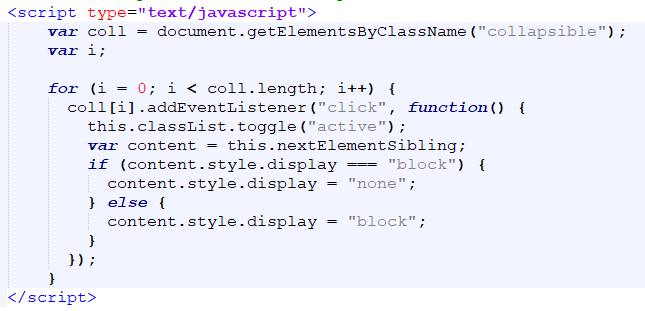 <script type="text/javascript">
var coll = document.getElementsByClassName("collapsible");
var i;
for (i = 0; i < coll.length; i++) {
coll[i].addEventListener("click", function() {
this.classList.toggle("active");
var content = this.nextElementSibling;
if (content.style.display === "block") {
content.style.display = "none";
} else {
content.style.display = "block";
}
});
}
</script>